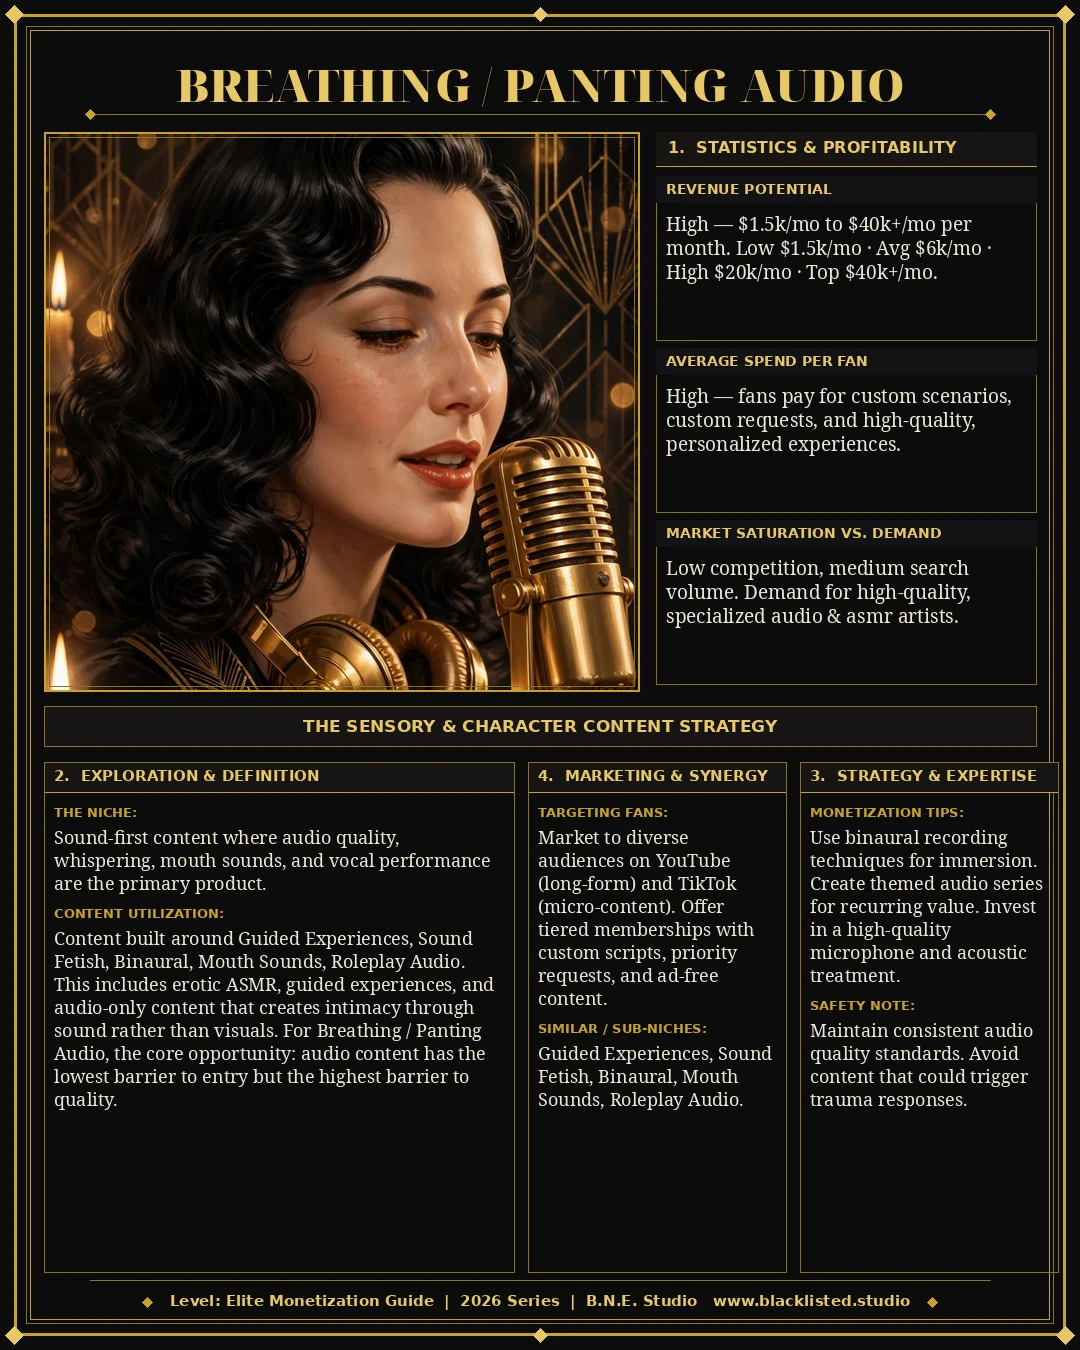 BREATHING / PANTING AUDIO
1. STATISTICS & PROFITABILITY
REVENUE POTENTIAL
High — $1.5k/mo to $40k+/mo per
month. Low $1.5k/mo · Avg $6k/mo ·
High $20k/mo · Top $40k+/mo.
AVERAGE SPEND PER FAN
High — fans pay for custom scenarios,
custom requests, and high-quality,
personalized experiences.
MARKET SATURATION VS. DEMAND
Low competition, medium search
volume. Demand for high-quality,
specialized audio & asmr artists.
THE SENSORY & CHARACTER CONTENT STRATEGY
2. EXPLORATION & DEFINITION
THE NICHE:
Sound-first content where audio quality,
whispering, mouth sounds, and vocal performance
are the primary product.
CONTENT UTILIZATION:
Content built around Guided Experiences, Sound
Fetish, Binaural, Mouth Sounds, Roleplay Audio.
This includes erotic ASMR, guided experiences, and
audio-only content that creates intimacy through
sound rather than visuals. For Breathing / Panting
Audio, the core opportunity: audio content has the
lowest barrier to entry but the highest barrier to
quality.
4. MARKETING & SYNERGY
TARGETING FANS:
Market to diverse
audiences on YouTube
(long-form) and TikTok
(micro-content). Offer
tiered memberships with
custom scripts, priority
requests, and ad-free
content.
SIMILAR / SUB-NICHES:
Guided Experiences, Sound
Fetish, Binaural, Mouth
Sounds, Roleplay Audio.
3. STRATEGY & EXPERTISE
MONETIZATION TIPS:
Use binaural recording
techniques for immersion.
Create themed audio series
for recurring value. Invest
in a high-quality
microphone and acoustic
treatment.
SAFETY NOTE:
Maintain consistent audio
quality standards. Avoid
content that could trigger
trauma responses.
Level: Elite Monetization Guide | 2026 Series | B.N.E. Studio www.blacklisted.studio